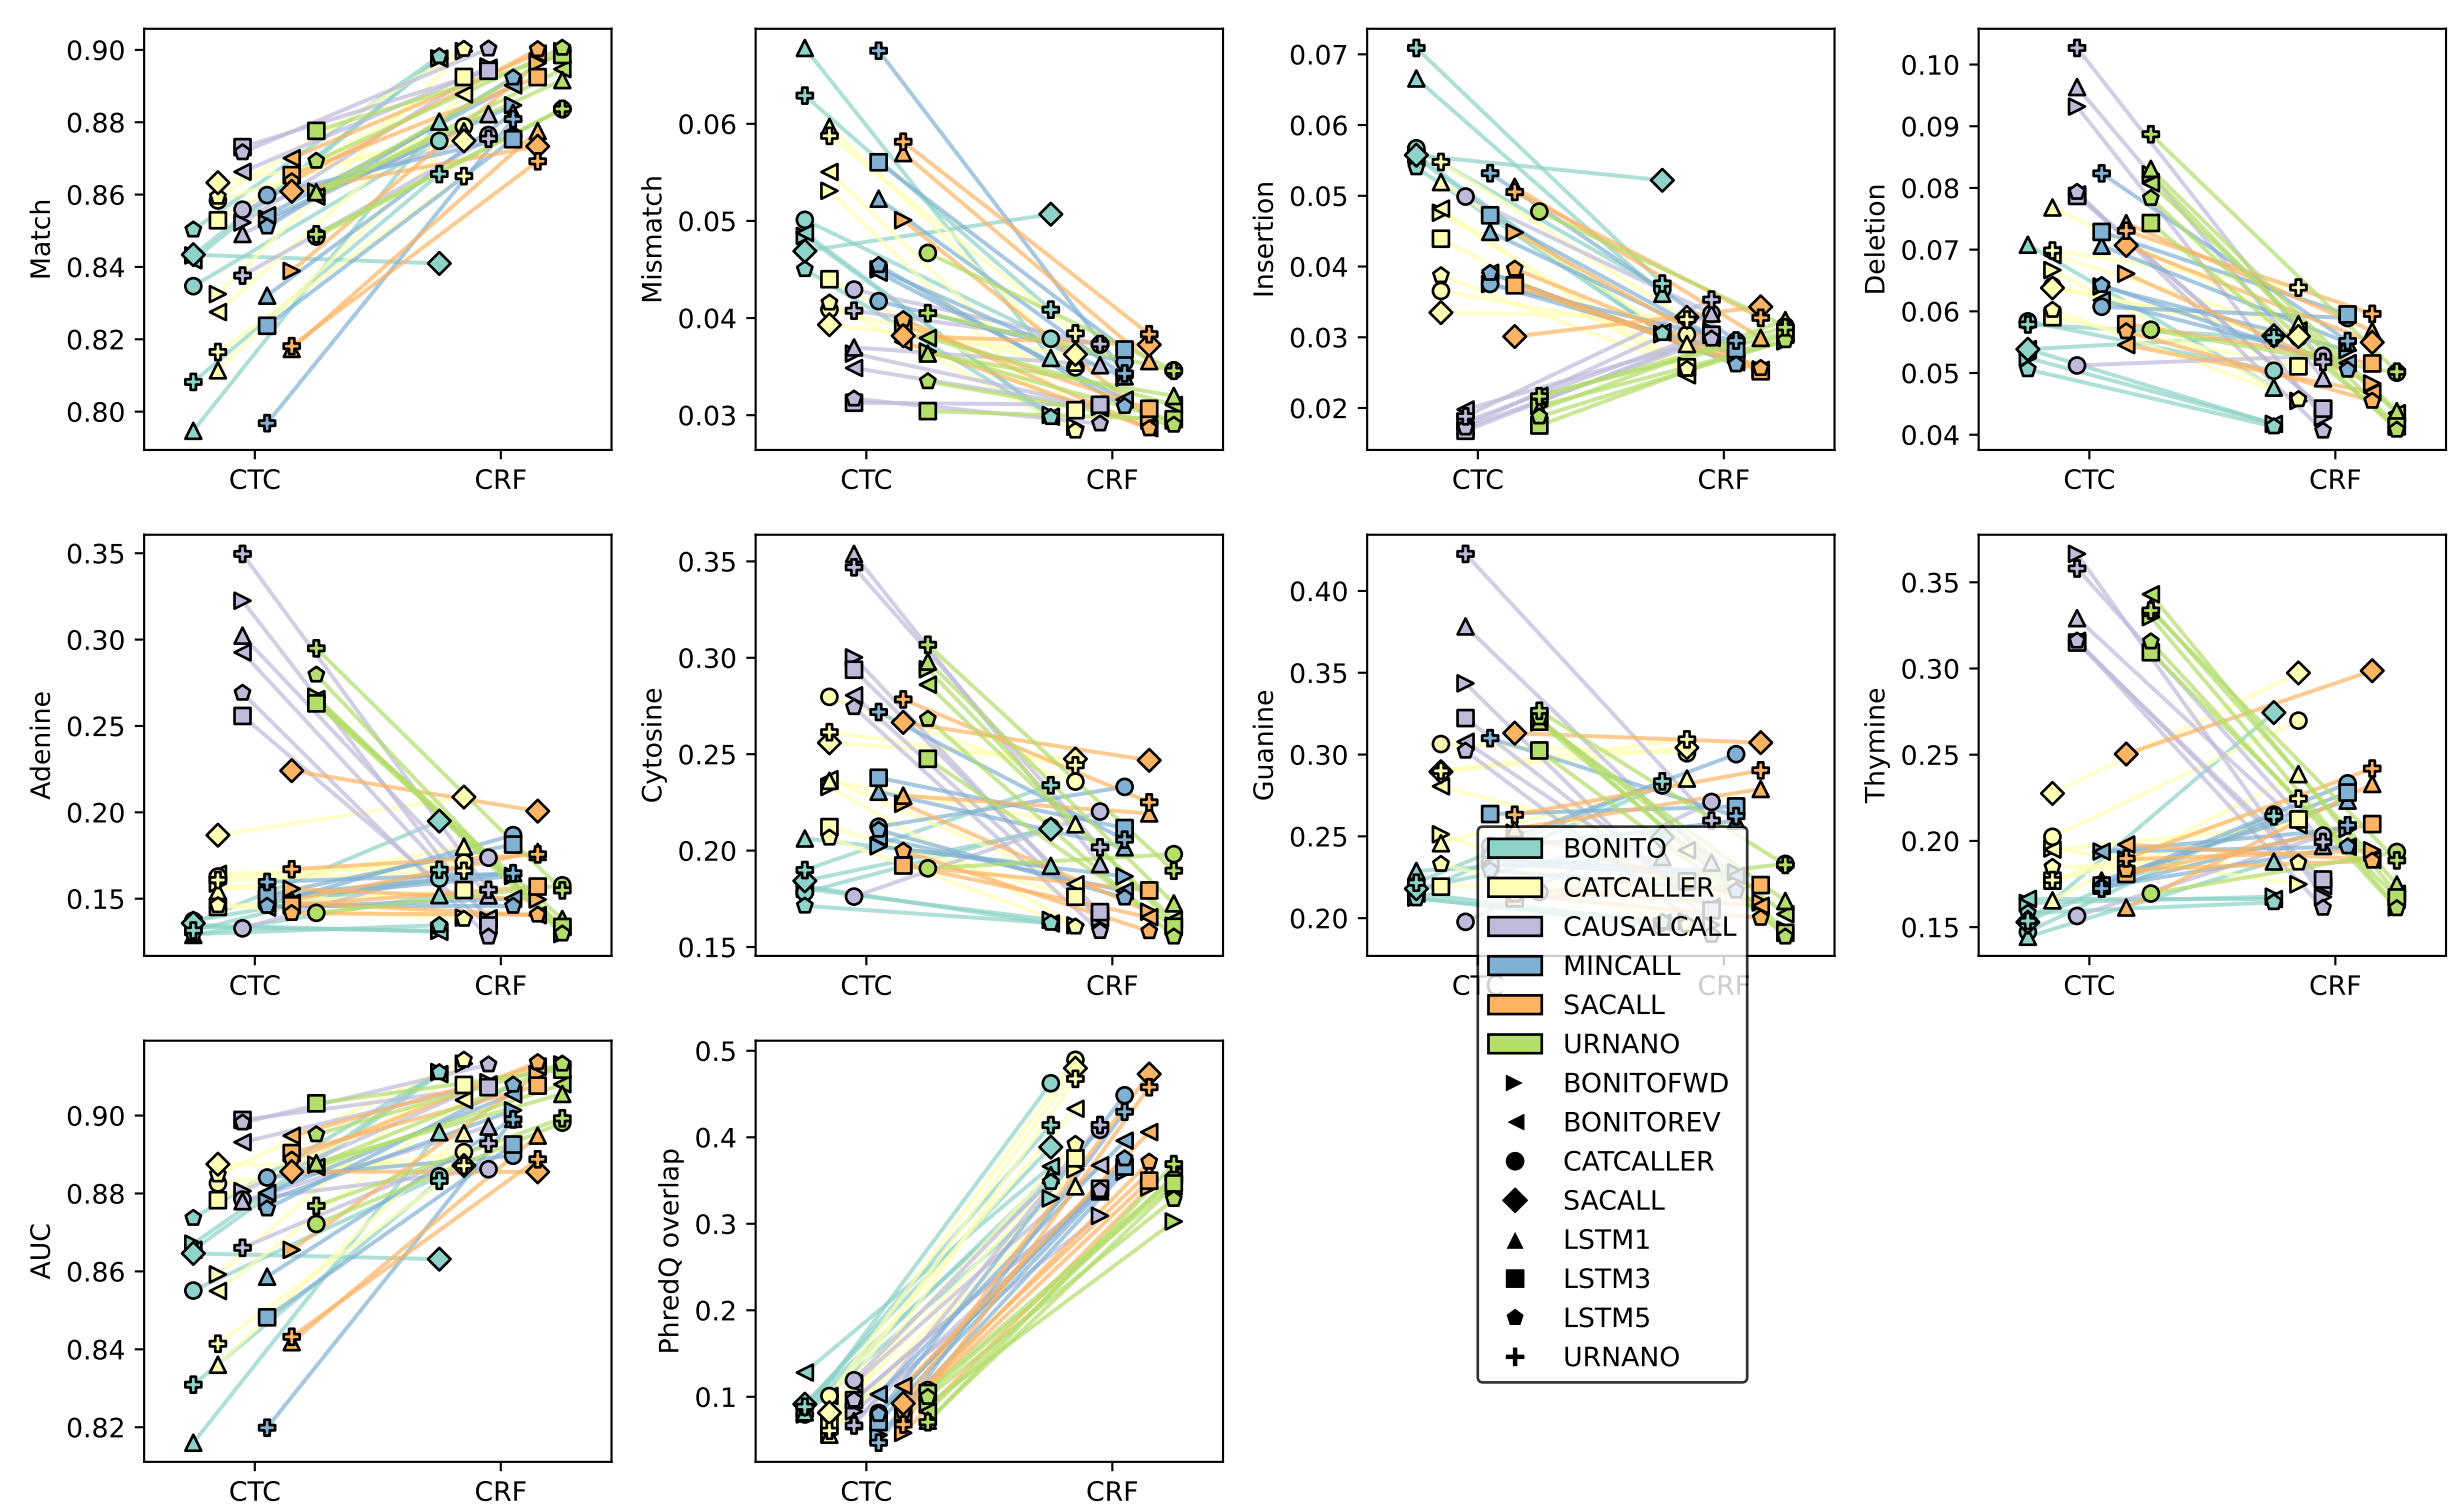 Match
0.90
0.88
0.86
0.84
0.82
0.80
CTC
CRF
Mismatch
0.06
0.05
0.04
0.03
CTC
CRF
Insertion
0.07
0.06
0.05
0.04
0.03
0.02
CTC
CRF
Deletion
0.10
0.09
0.08
0.07
0.06
0.05
0.04
CTC
CRF
Adenine
0.35
0.30
0.25
0.20
0.15
CTC
CRF
Cytosine
0.35
0.30
0.25
0.20
0.15
CTC
CRF
Guanine
0.40
0.35
0.30
0.25
0.20
CTC
CRF
Thymine
0.35
0.30
0.25
0.20
0.15
CTC
CRF
AUC
0.90
0.88
0.86
0.84
0.82
CTC
CRF
PhredQ overlap
0.5
0.4
0.3
0.2
0.1
CTC
CRF
BONITO
CATCALLER
CAUSALCALL
MINCALL
SACALL
URNANO
BONITOFWD
BONITOREV
CATCALLER
SACALL
LSTM1
LSTM3
LSTM5
URNANO